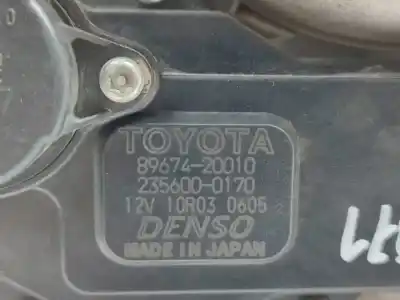 TOYOTA
89674-20010
235600-0170
12V 10R03 0605
DENSO
MADE IN JAPAN